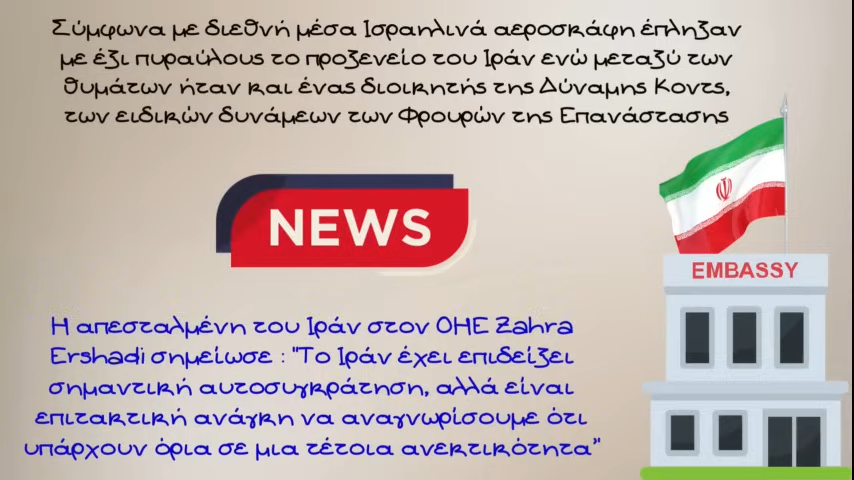 Σύμφωνα με διεθνή μέσα Ισραηλινά αεροσκάφη έπληξαν
με έξι πυραύλους το προξενείο του Ιράν ενώ μεταξύ των
θυμάτων ήταν και ένας διοικητής της Δύναμης Κοντς,
των ειδικών δυνάμεων των Φρουρών της Επανάστασης
NEWS
EMBASSY
Η απεσταλμένη του Ιράν στον ΟΗΕ Zahra
Ershadi σημείωσε : "Το Ιράν έχει επιδείξει
σημαντική αυτοσυγκράτηση, αλλά είναι
επιτακτική ανάγκη να αναγνωρίσουμε ότι
υπάρχουν όρια σε μια τέτοια ανεκτικότητα”